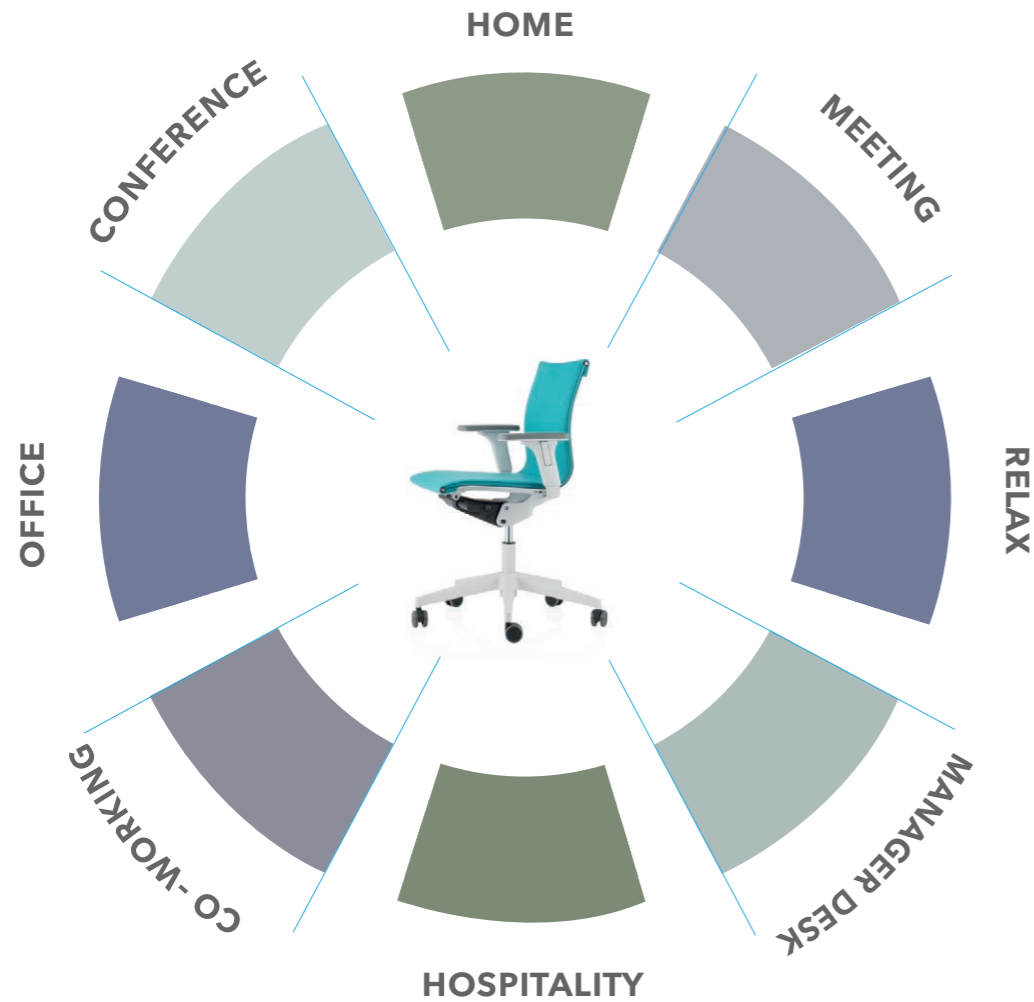 HOME
MEETING
RELAX
MANAGER DESK
HOSPITALITY
CO - WORKING
OFFICE
CONFERENCE